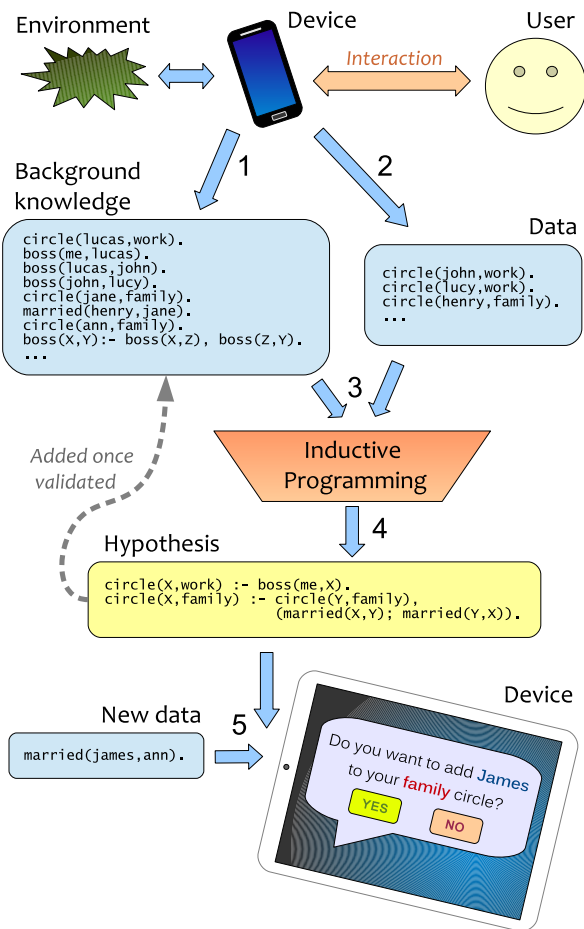 Environment
Device
User
Interaction
1
2
Background
knowledge
circle(lucas,work).
boss(me,lucas).
boss(lucas,john).
boss(john,lucy).
circle(jane,family).
married(henry,jane).
circle(ann,family).
boss(X,Y):- boss(X,Z), boss(Z,Y).
...
Data
circle(john,work).
circle(lucy,work).
circle(henry,family).
...
3
Added once
validated
Inductive
Programming
4
Hypothesis
circle(X,work) :- boss(me,X).
circle(X,family) :- circle(Y,family),
(married(X,Y); married(Y,X)).
New data
married(james,ann).
5
Device
Do you want to add James
to your family circle?
YES
NO